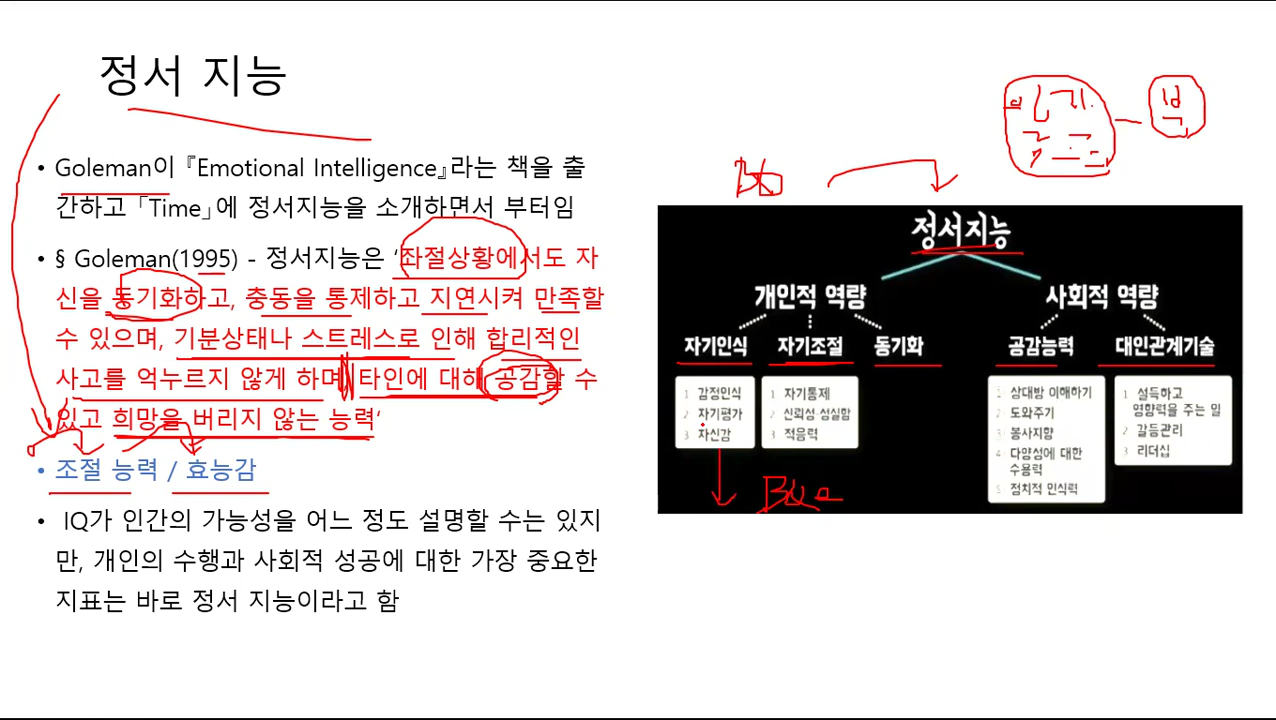 정서 지능
• Goleman이『Emotional Intelligence』라는 책을 출
간하고「Time」에 정서지능을 소개하면서 부터임
• § Goleman(1995) - 정서지능은 ‘좌절상황에서도 자
신을 동기화하고, 충동을 통제하고 지연시켜 만족할
수 있으며, 기분상태나 스트레스로 인해 합리적인
사고를 억누르지 않게 하며, 타인에 대해 공감할 수
있고 희망을 버리지 않는 능력‘
• 조절 능력 / 효능감
• IQ가 인간의 가능성을 어느 정도 설명할 수는 있지
만, 개인의 수행과 사회적 성공에 대한 가장 중요한
지표는 바로 정서 지능이라고 함
정서지능
개인적 역량
사회적 역량
자기인식
자기조절
동기화
공감능력
대인관계기술
1 감정인식
2 자기평가
3 자신감
1 자기통제
2 신뢰성 성실함
3 적응력
1 상대방 이해하기
2 도와주기
3 봉사지향
4 다양성에 대한
수용력
5 정치적 인식력
1 설득하고
영향력을 주는 일
2 갈등관리
3 리더십